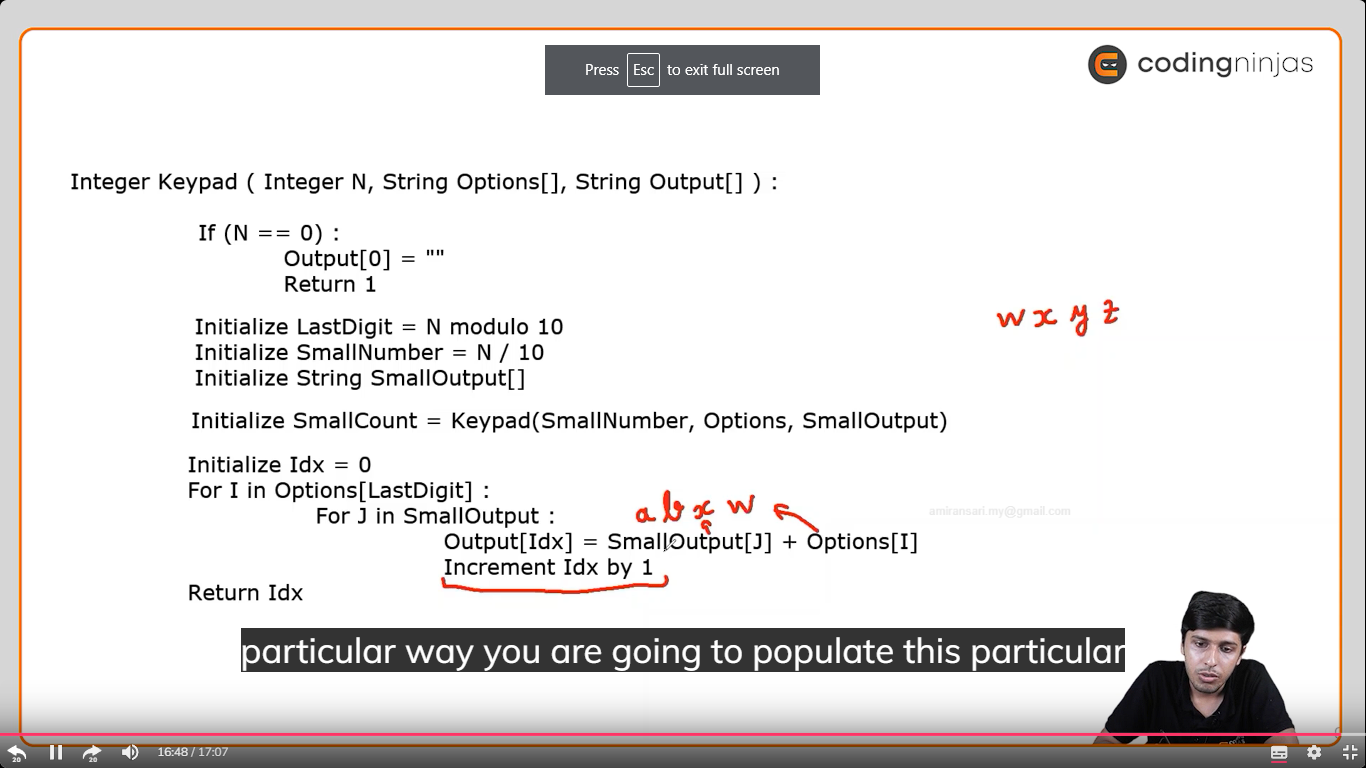 Press Esc to exit full screen
codingninjas
Integer Keypad ( Integer N, String Options[], String Output[] ) :
If (N == 0) :
Output[0] = ""
Return 1
Initialize LastDigit = N modulo 10
w x y z
Initialize SmallNumber = N / 10
Initialize String SmallOutput[]
Initialize SmallCount = Keypad(SmallNumber, Options, SmallOutput)
Initialize Idx = 0
For I in Options[LastDigit] :
For J in SmallOutput :
amiransari.my@gmail.com
Output[Idx] = SmallOutput[J] + Options[I]
Increment Idx by 1
Return Idx
particular way you are going to populate this particular
20
20
16:48 / 17:07